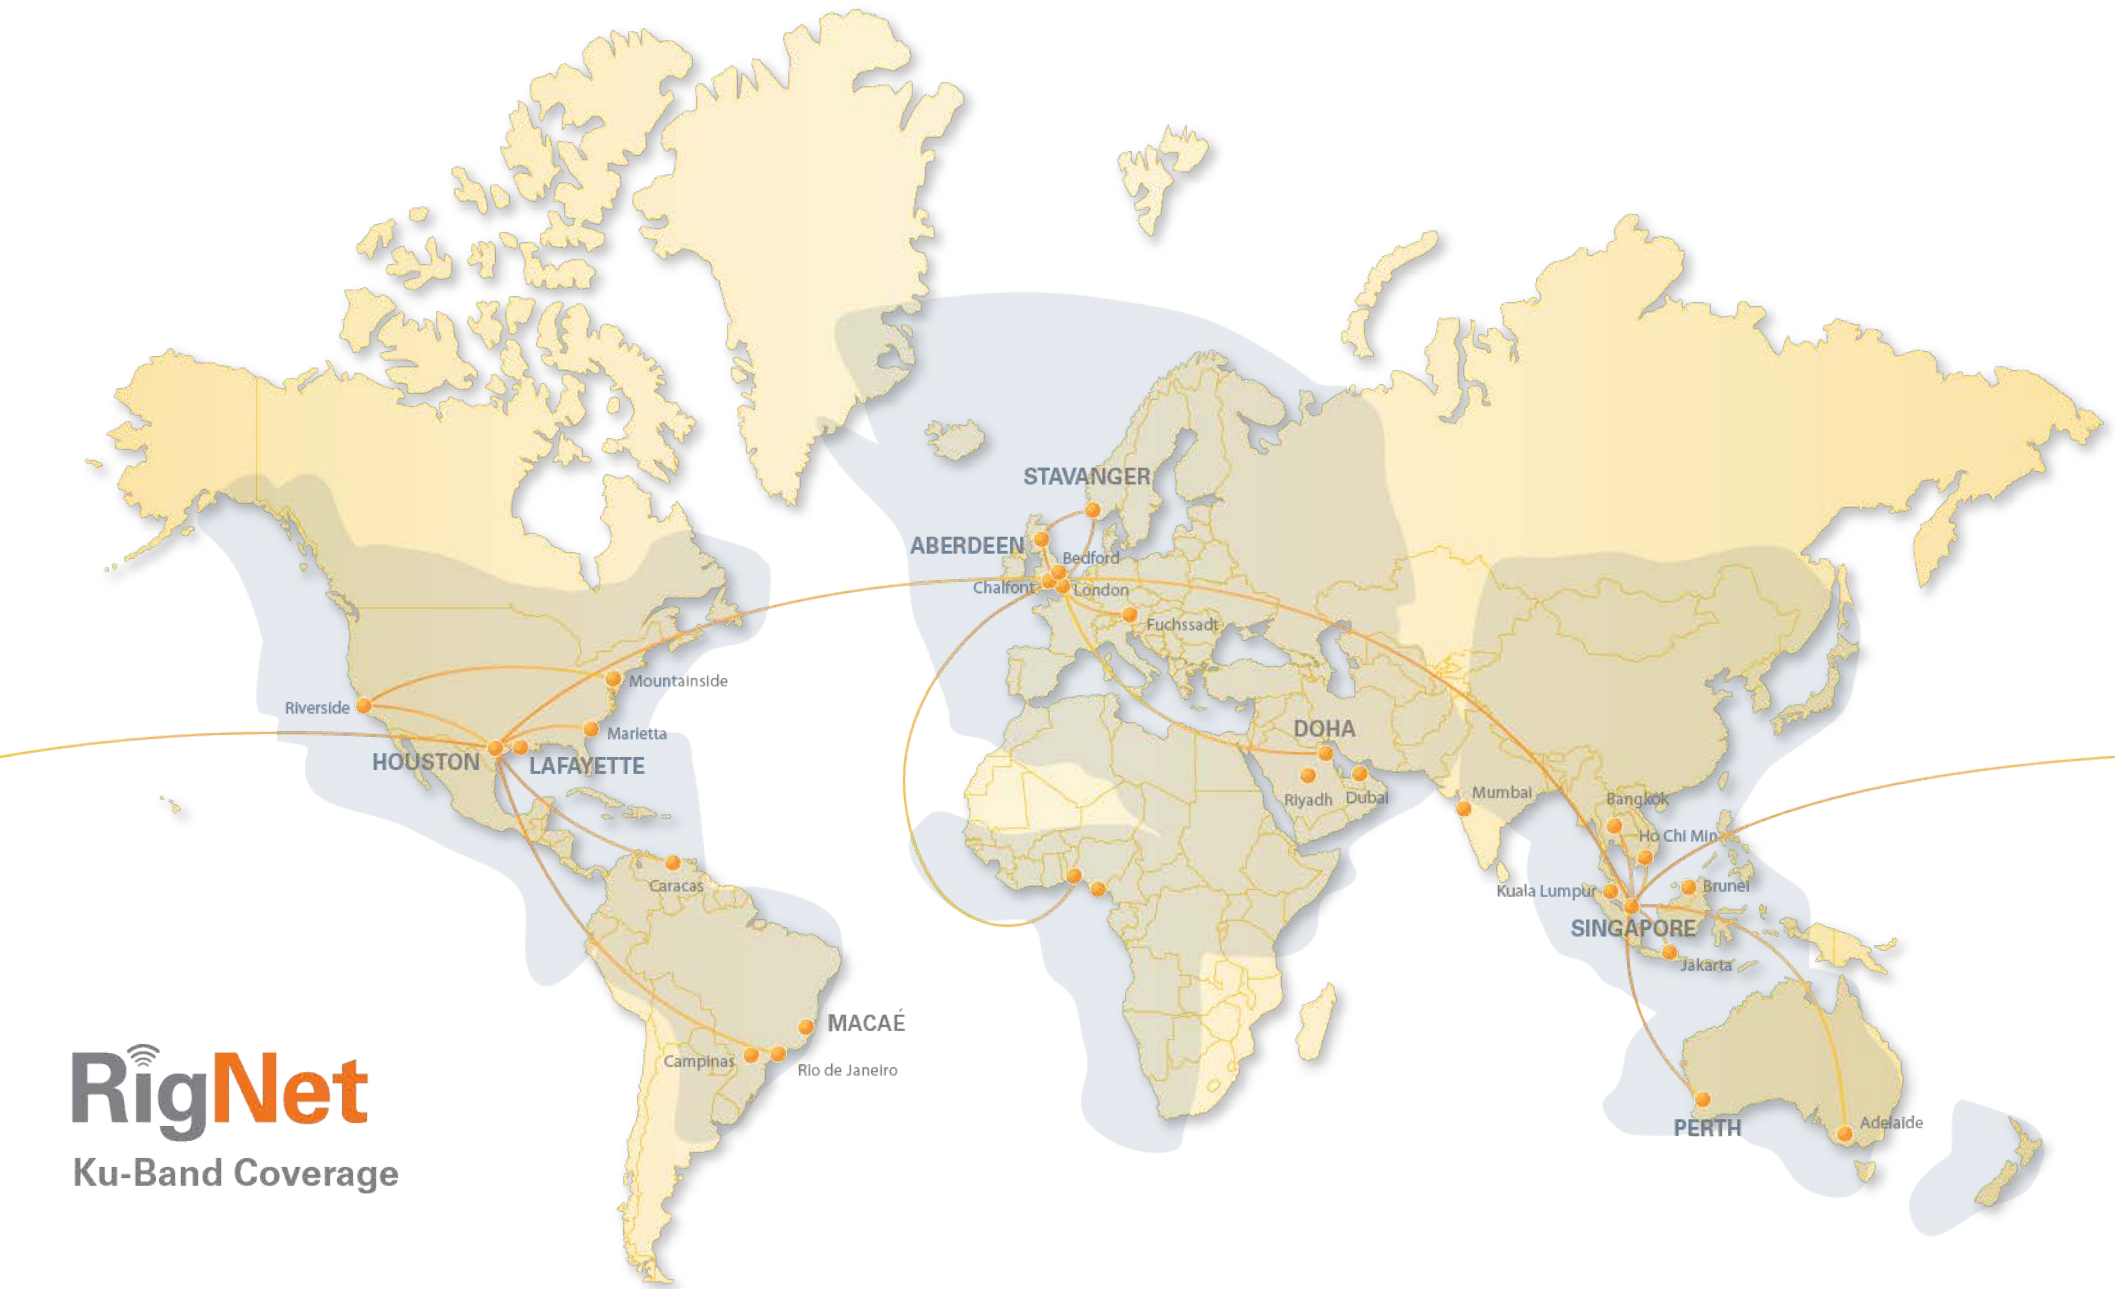 STAVANGER
ABERDEEN
Bedford
Chalfont
London
Fuchssadt
Mountainside
Riverside
Marietta
DOHA
HOUSTON
LAFAYETTE
Riyadh
Dubai
Mumbai
Bangkok
Ho Chi Min
Caracas
Kuala Lumpur
Brunei
SINGAPORE
Jakarta
MACAÉ
Campinas
Rio de Janeiro
RigNet
PERTH
Adelaide
Ku-Band Coverage